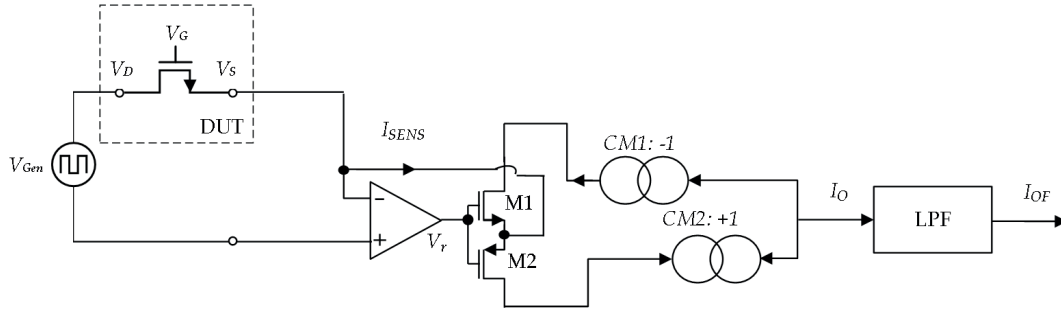 V_G
V_D
V_S
DUT
V_Gen
I_SENS
CM1: -1
M1
I_O
I_OF
LPF
−
+
V_r
CM2: +1
M2